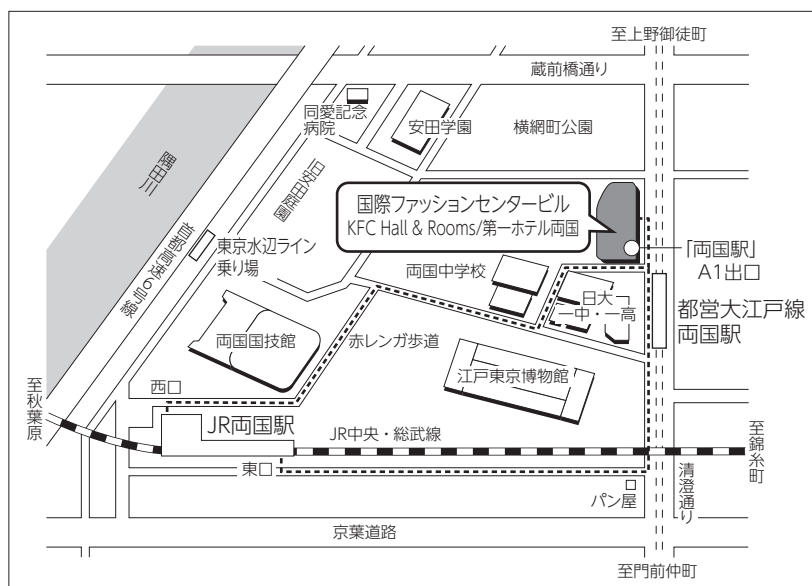 至上野御徒町
蔵前橋通り
同愛記念
病院
安田学園
横網町公園
隅田川
旧安田庭園
国際ファッションセンタービル
KFC Hall & Rooms/第一ホテル両国
首都高速6号線
東京水辺ライン
乗り場
「両国駅」
A1出口
両国中学校
日大
一中・一高
都営大江戸線
両国駅
両国国技館
赤レンガ歩道
江戸東京博物館
至秋葉原
西口
JR両国駅
JR中央・総武線
至錦糸町
東口
清澄通り
パン屋
京葉道路
至門前仲町